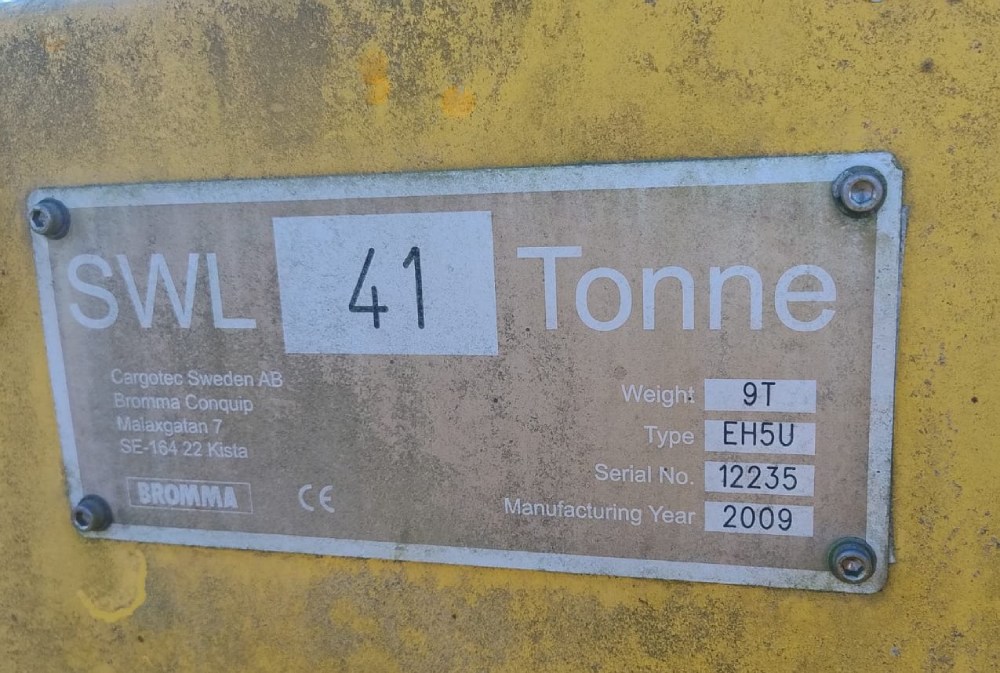 SWL 41 Tonne
Cargotec Sweden AB
Bromma Conquip
Malaxgatan 7
SE-164 22 Kista
BROMMA CE
Weight 9T
Type EH5U
Serial No. 12235
Manufacturing Year 2009